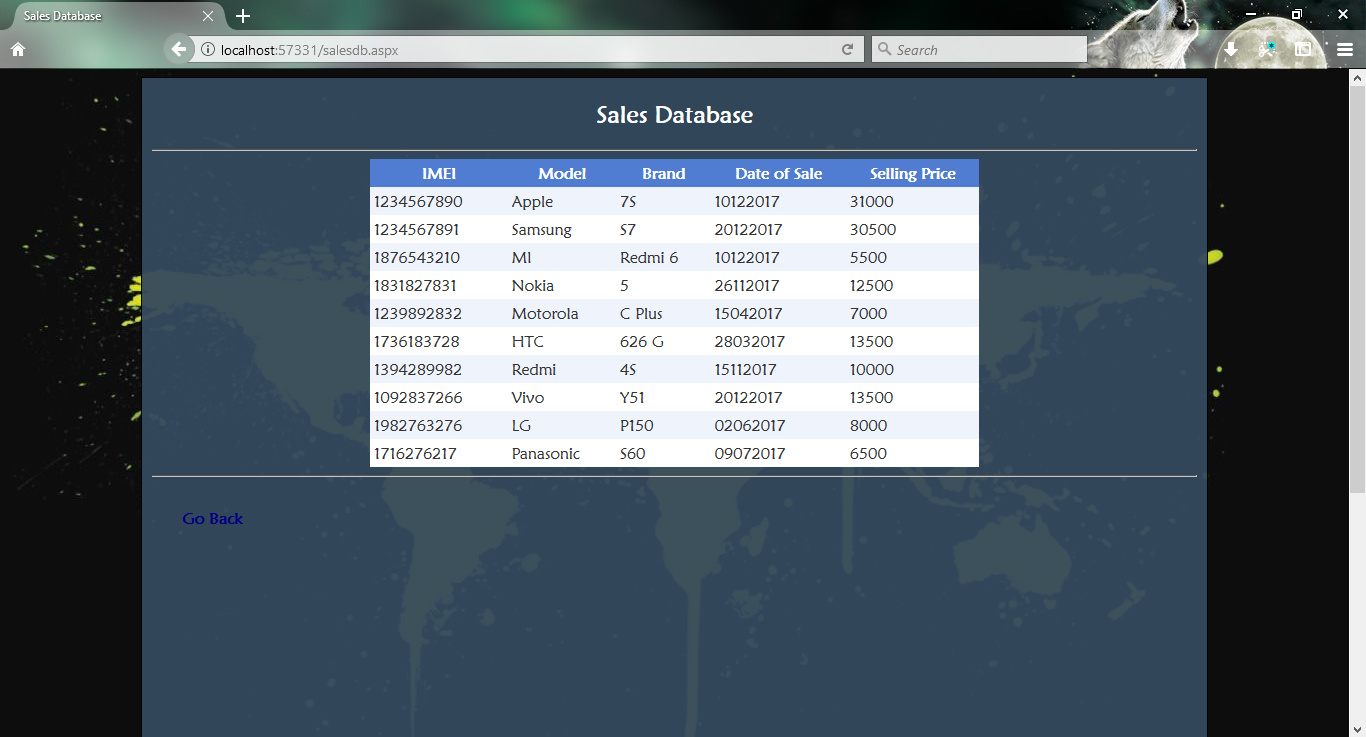 Sales Database
localhost:57331/salesdb.aspx
Search
Sales Database
IMEI Model Brand Date of Sale Selling Price
1234567890 Apple 7S 10122017 31000
1234567891 Samsung S7 20122017 30500
1876543210 MI Redmi 6 10122017 5500
1831827831 Nokia 5 26112017 12500
1239892832 Motorola C Plus 15042017 7000
1736183728 HTC 626 G 28032017 13500
1394289982 Redmi 4S 15112017 10000
1092837266 Vivo Y51 20122017 13500
1982763276 LG P150 02062017 8000
1716276217 Panasonic S60 09072017 6500
Go Back